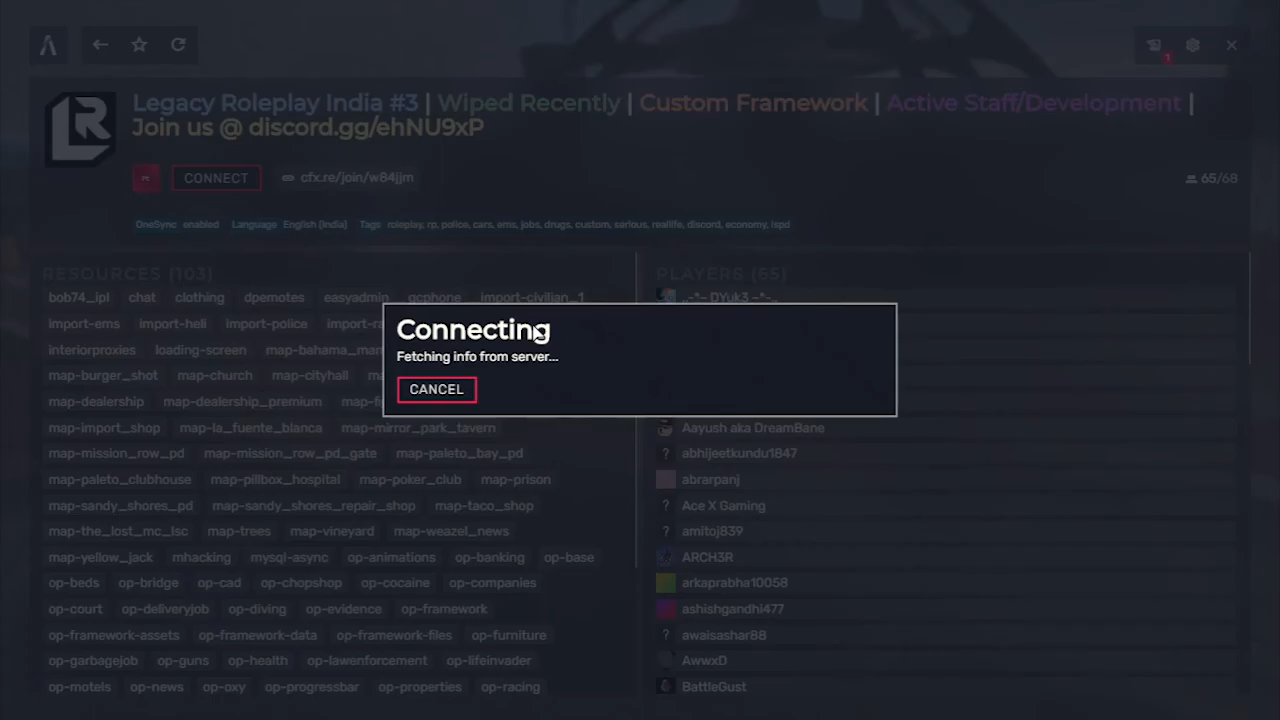 1
Legacy Roleplay India #3 | Wiped Recently | Custom Framework | Active Staff/Development |
Join us @ discord.gg/ehNU9xP
CONNECT cfx.re/join/w84jjm 65/68
OneSync enabled Language English (India) Tags roleplay, rp, police, cars, ems, jobs, drugs, custom, serious, reallife, discord, economy, lspd
RESOURCES (103)
bob74_ipl chat clothing dpemotes easyadmin gcphone import-civilian_1
import-ems import-heli import-police
interiorproxies loading-screen
map-burger_shot map-church map-cityhall
map-dealership map-dealership_premium
map-import_shop map-la_fuente_blanca map-mirror_park_tavern
map-mission_row_pd map-mission_row_pd_gate map-paleto_bay_pd
map-paleto_clubhouse map-pillbox_hospital map-poker_club map-prison
map-sandy_shores_pd map-sandy_shores_repair_shop map-taco_shop
map-the_lost_mc_lsc map-trees map-vineyard map-weazel_news
map-yellow_jack mhacking mysql-async op-animations op-banking op-base
op-beds op-bridge op-cad op-chopshop op-cocaine op-companies
op-court op-deliveryjob op-diving op-evidence op-framework
op-framework-assets op-framework-data op-framework-files op-furniture
op-garbagejob op-guns op-health op-lawenforcement op-lifeinvader
op-motels op-news op-oxy op-progressbar op-properties op-racing
PLAYERS (65)
.-*~ DYuk3 ~*-.
Aayush aka DreamBane
abhijeetkundu1847
abrarpanj
Ace X Gaming
amitoj839
ARCH3R
arkaprabha10058
ashishgandhi477
awaisashar88
AwwxD
BattleGust
Connecting
Fetching info from server...
CANCEL